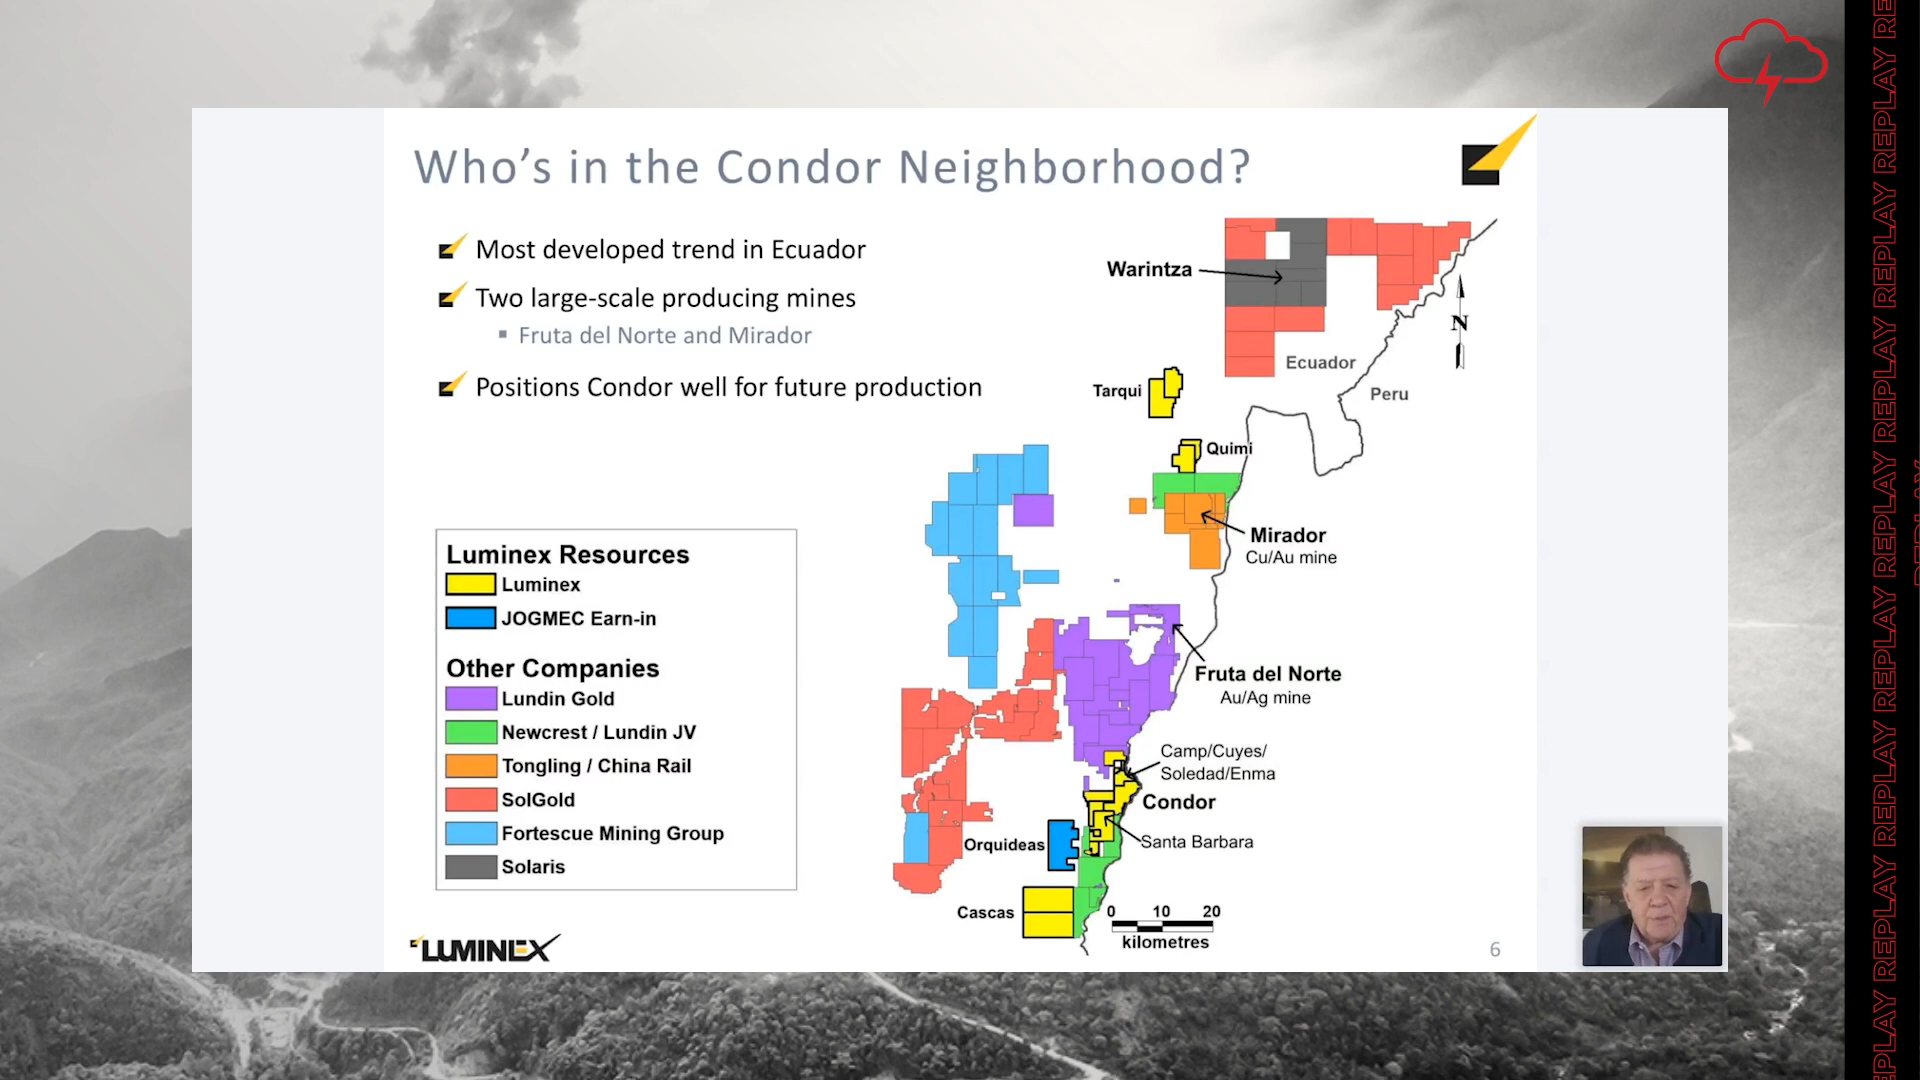 Who's in the Condor Neighborhood?
Most developed trend in Ecuador
Two large-scale producing mines
Fruta del Norte and Mirador
Positions Condor well for future production
Warintza
N
Ecuador
Peru
Tarqui
Quimi
Mirador
Cu/Au mine
Fruta del Norte
Au/Ag mine
Camp/Cuyes/
Soledad/Enma
Condor
Santa Barbara
Orquideas
Cascas
0 10 20
kilometres
Luminex Resources
Luminex
JOGMEC Earn-in
Other Companies
Lundin Gold
Newcrest / Lundin JV
Tongling / China Rail
SolGold
Fortescue Mining Group
Solaris
LUMINEX
6
REPLAY REPLAY REPLAY REPLAY REPLAY REPLAY REPLAY REPLAY REPLAY